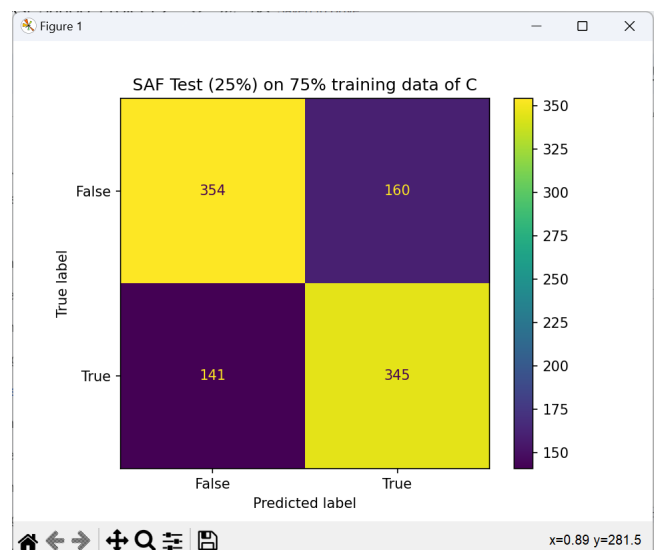 Figure 1
SAF Test (25%) on 75% training data of C
False
354
160
True
141
345
True label
False
True
Predicted label
350
325
300
275
250
225
200
175
150
x=0.89 y=281.5